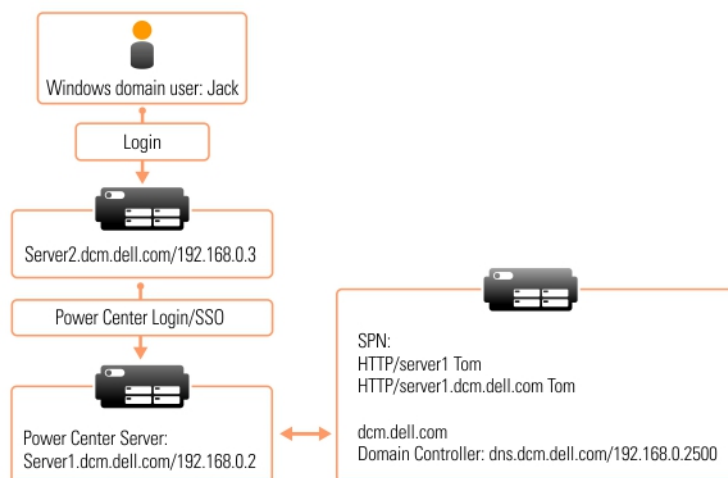 Windows domain user: Jack
Login
Server2.dcm.dell.com/192.168.0.3
Power Center Login/SSO
Power Center Server:
Server1.dcm.dell.com/192.168.0.2
SPN:
HTTP/server1 Tom
HTTP/server1.dcm.dell.com Tom
dcm.dell.com
Domain Controller: dns.dcm.dell.com/192.168.0.2500